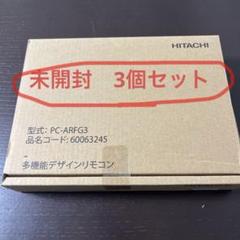 HITACHI
未開封 3個セット
型式: PC-ARFG3
品名コード: 60063245
多機能デザインリモコン